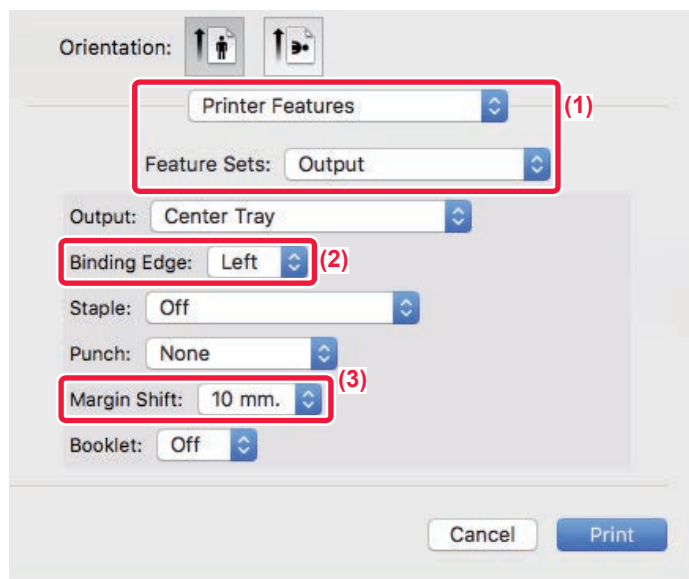 Orientation:
Printer Features (1)
Feature Sets: Output
Output: Center Tray
Binding Edge: Left (2)
Staple: Off
Punch: None
Margin Shift: 10 mm. (3)
Booklet: Off
Cancel Print